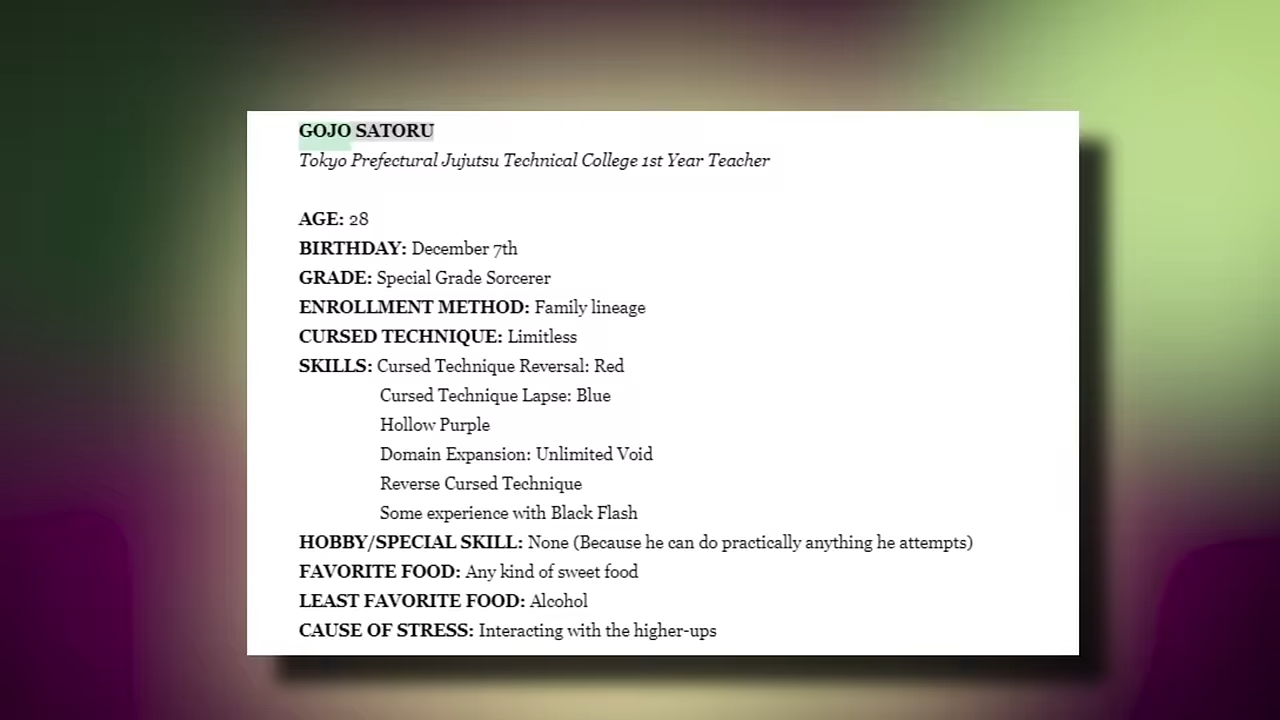 GOJO SATORU
Tokyo Prefectural Jujutsu Technical College 1st Year Teacher
AGE: 28
BIRTHDAY: December 7th
GRADE: Special Grade Sorcerer
ENROLLMENT METHOD: Family lineage
CURSED TECHNIQUE: Limitless
SKILLS: Cursed Technique Reversal: Red
Cursed Technique Lapse: Blue
Hollow Purple
Domain Expansion: Unlimited Void
Reverse Cursed Technique
Some experience with Black Flash
HOBBY/SPECIAL SKILL: None (Because he can do practically anything he attempts)
FAVORITE FOOD: Any kind of sweet food
LEAST FAVORITE FOOD: Alcohol
CAUSE OF STRESS: Interacting with the higher-ups